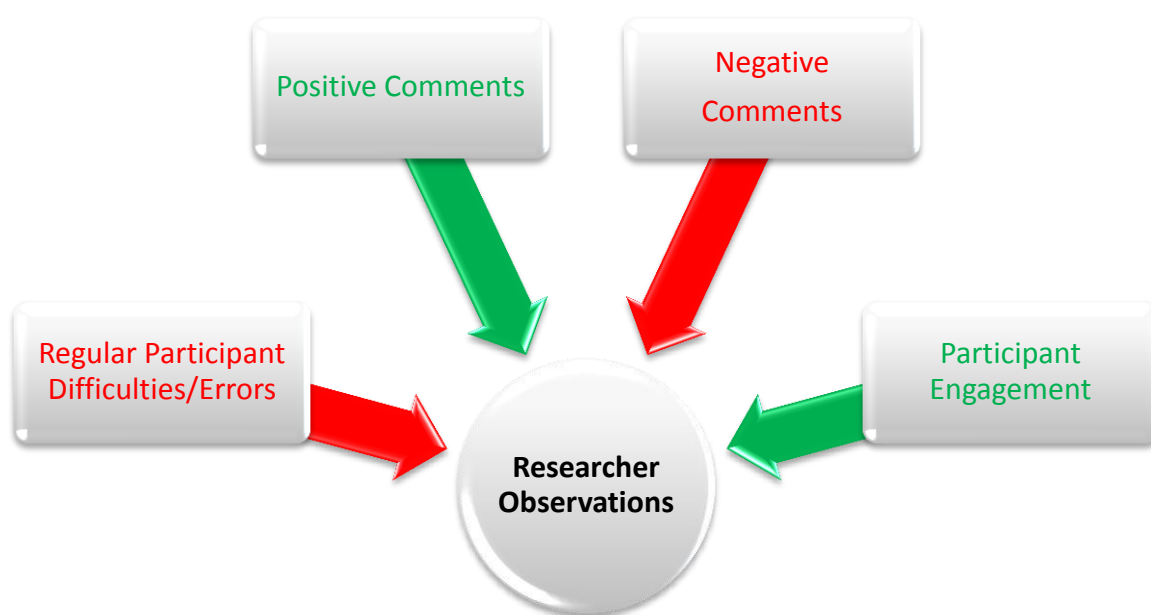 Positive Comments
Negative
Comments
Regular Participant
Difficulties/Errors
Participant
Engagement
Researcher
Observations